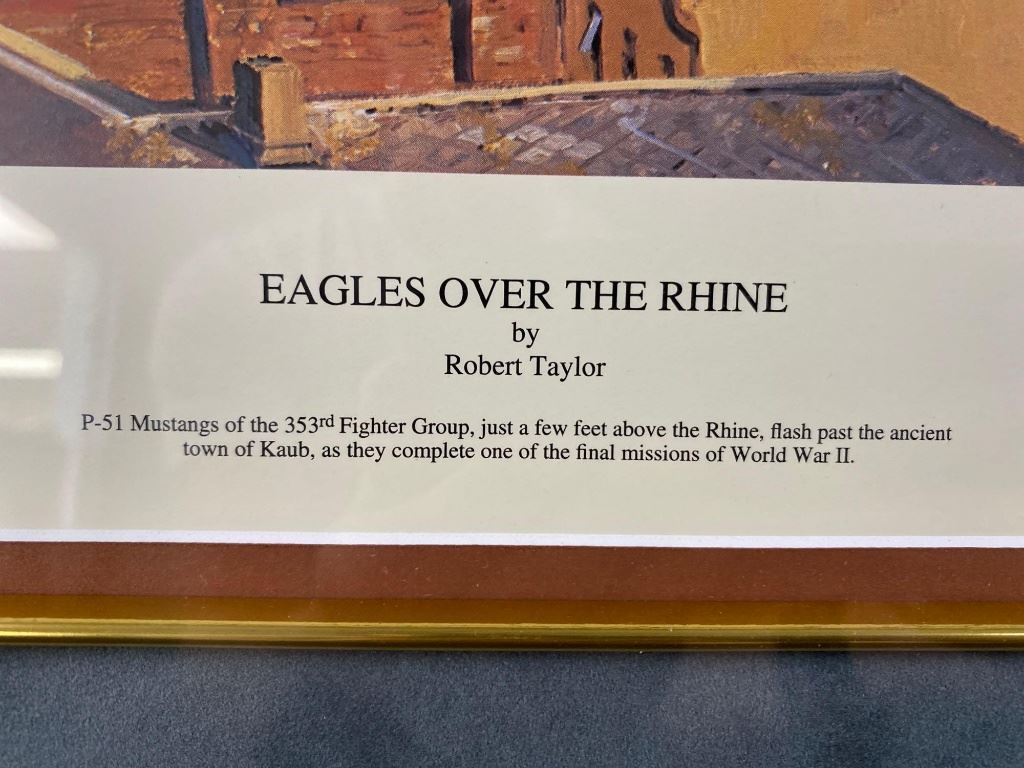 EAGLES OVER THE RHINE
by
Robert Taylor
P-51 Mustangs of the 353rd Fighter Group, just a few feet above the Rhine, flash past the ancient
town of Kaub, as they complete one of the final missions of World War II.